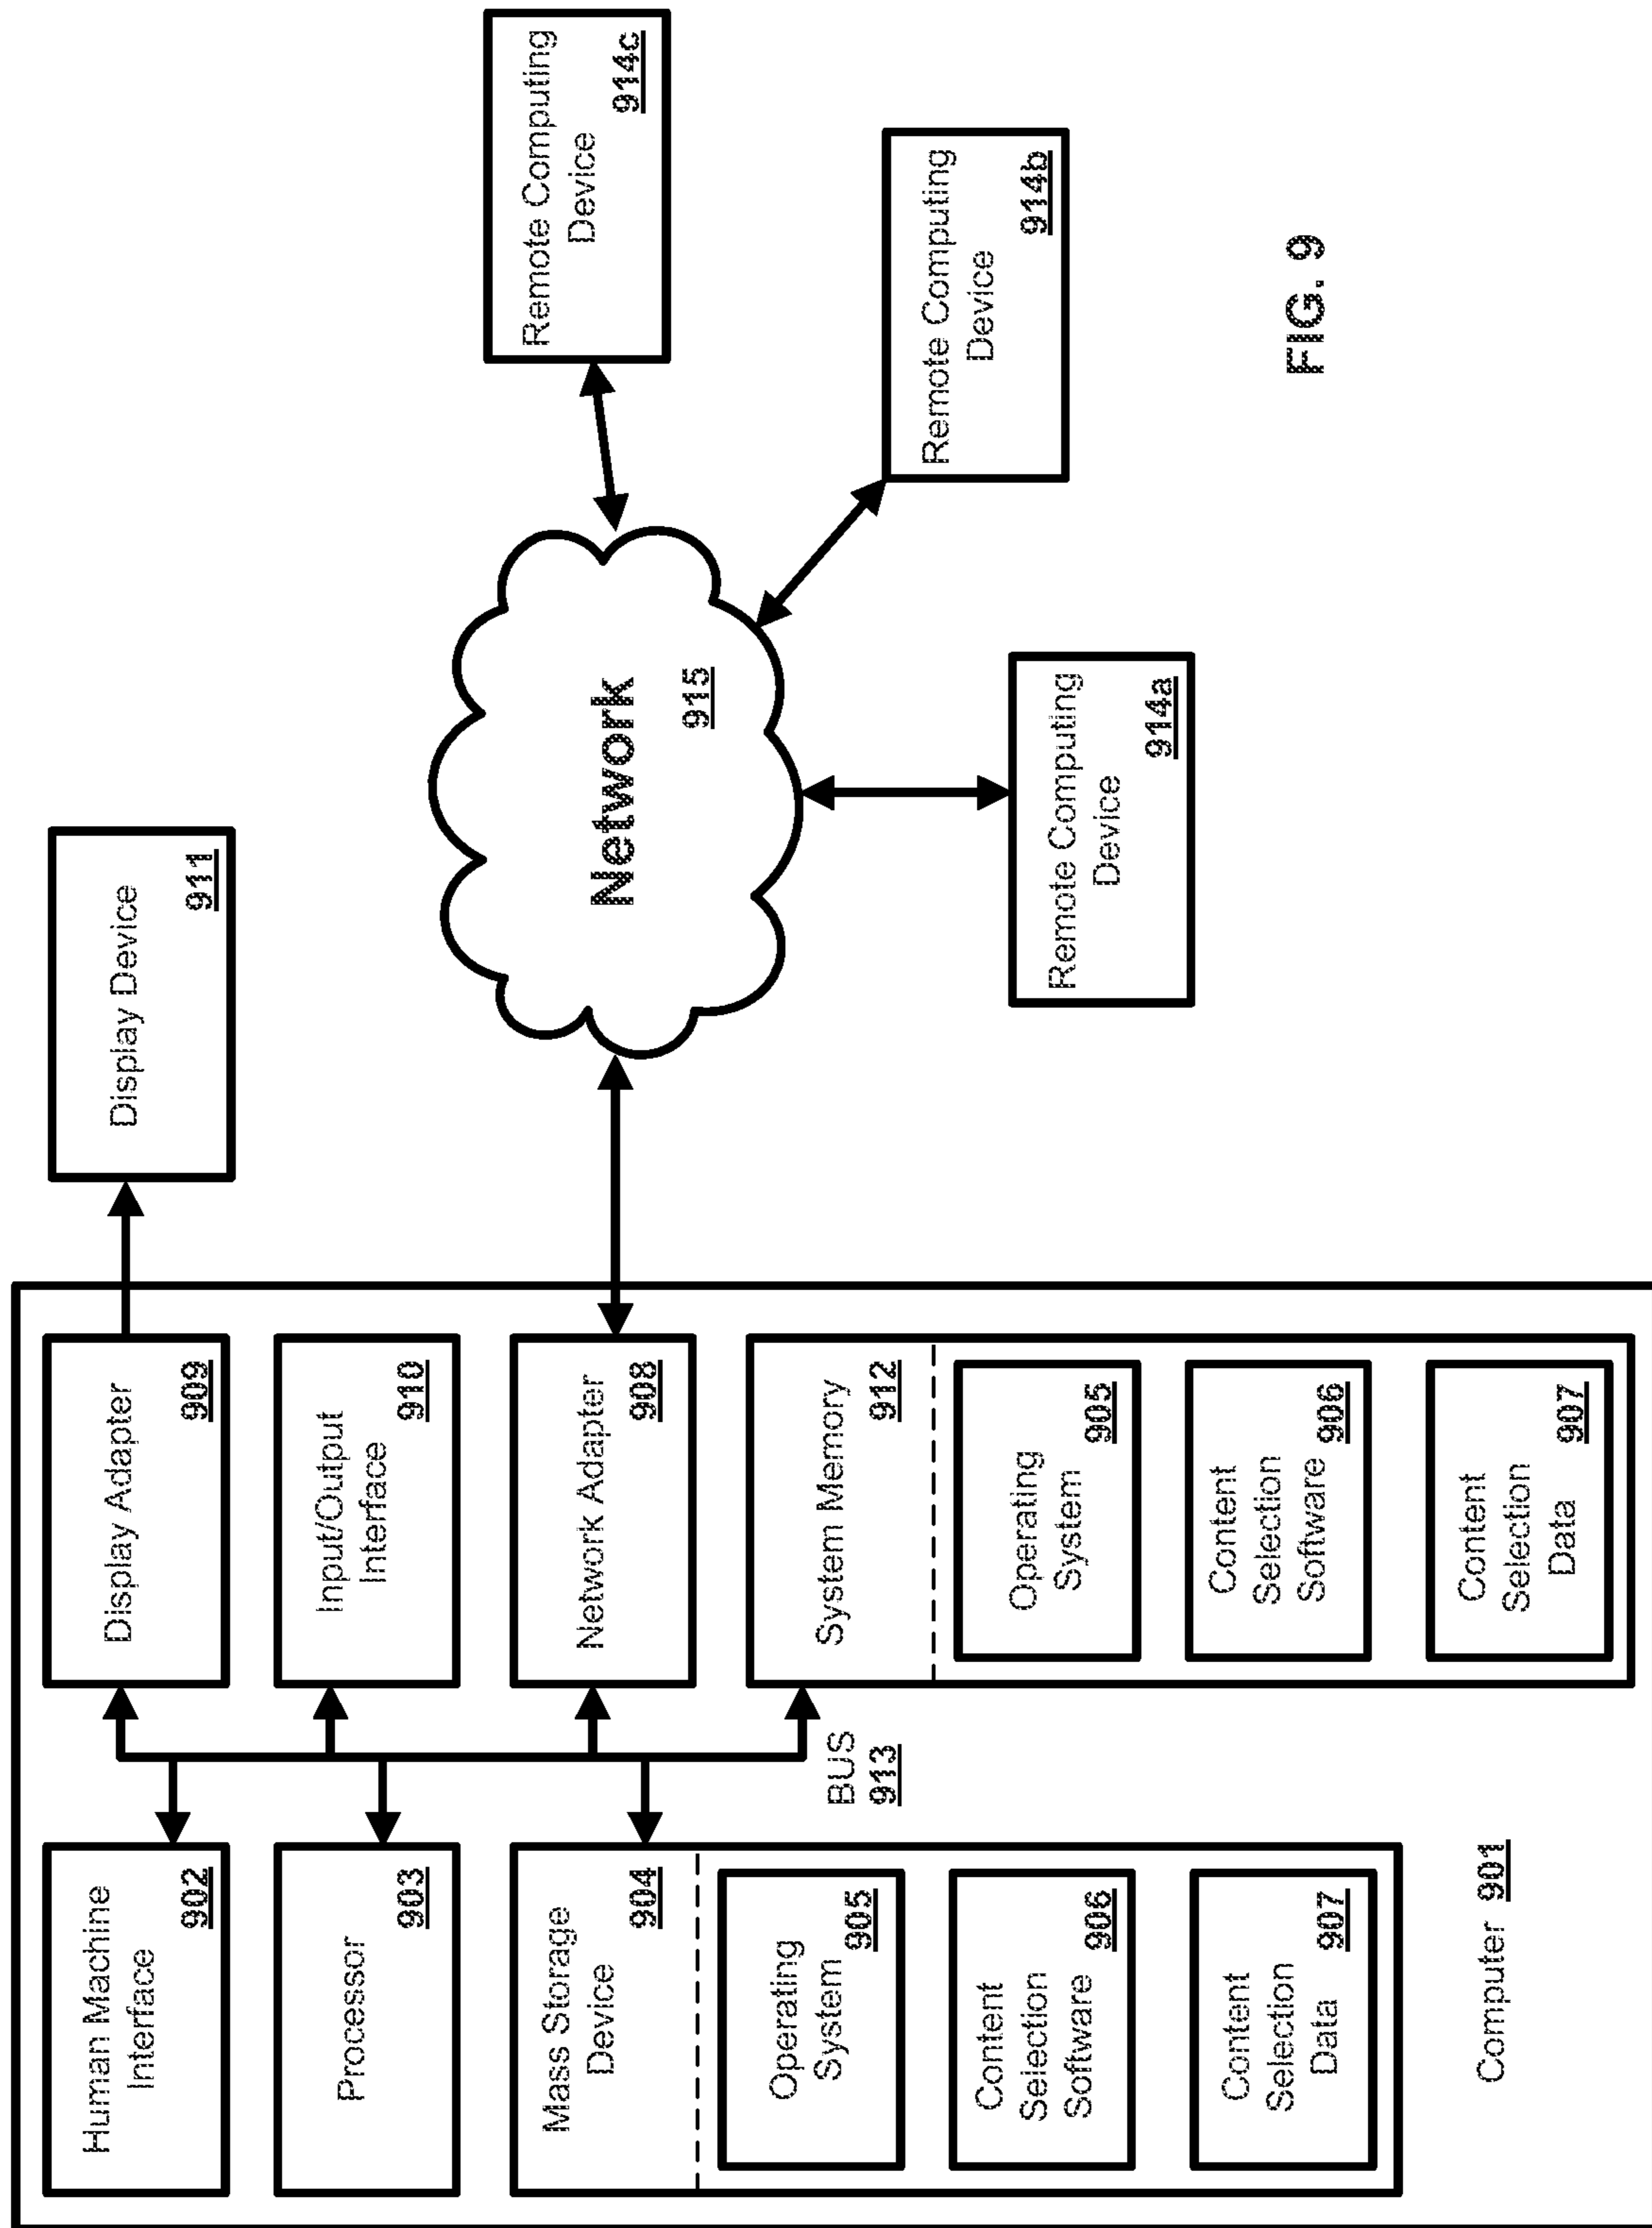 Human Machine
Interface
902
Processor
903
Mass Storage
Device
904
Operating
System
905
Content
Selection
Software
906
Content
Selection
Data
907
Computer 901
BUS
913
Display Adapter
909
Input/Output
Interface
910
Network Adapter
908
System Memory
912
Operating
System
905
Content
Selection
Software
906
Content
Selection
Data
907
Display Device
911
Network
915
Remote Computing
Device
914a
Remote Computing
Device
914b
Remote Computing
Device
914c
FIG. 9